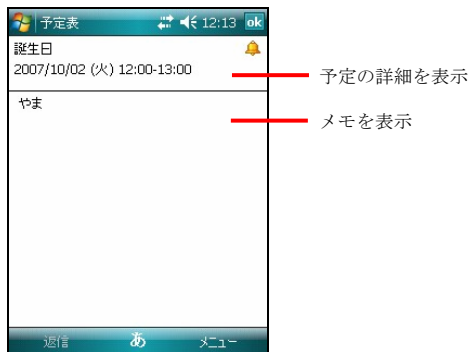 予定表 12:13 ok
誕生日
2007/10/02 (火) 12:00-13:00
予定の詳細を表示
やま
メモを表示
返信 あ メニュー